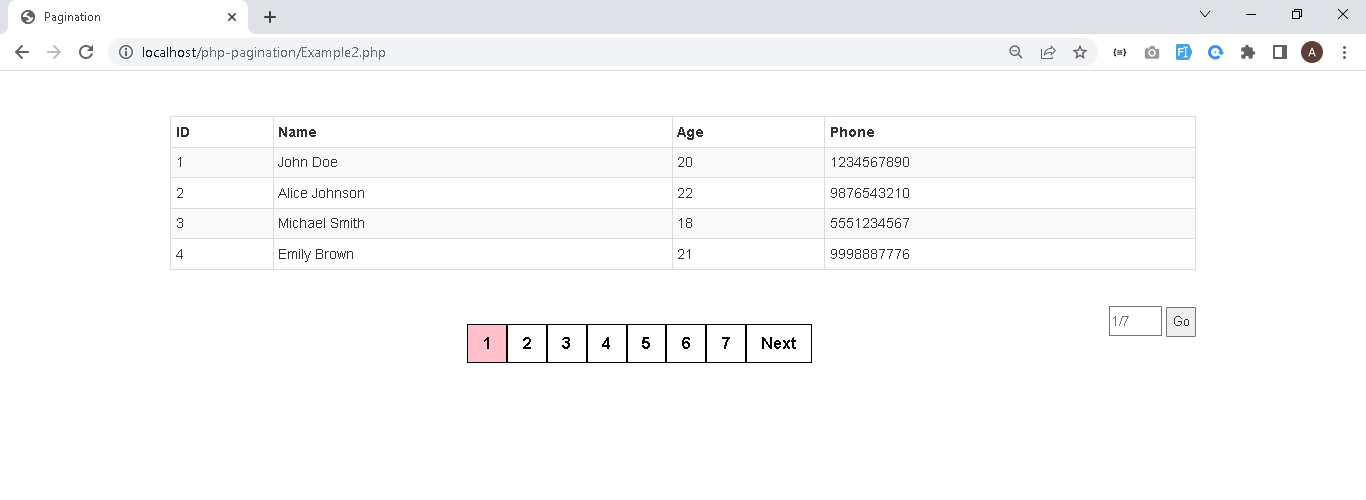 Pagination
localhost/php-pagination/Example2.php
A
ID Name Age Phone
1 John Doe 20 1234567890
2 Alice Johnson 22 9876543210
3 Michael Smith 18 5551234567
4 Emily Brown 21 9998887776
1/7 Go
1 2 3 4 5 6 7 Next